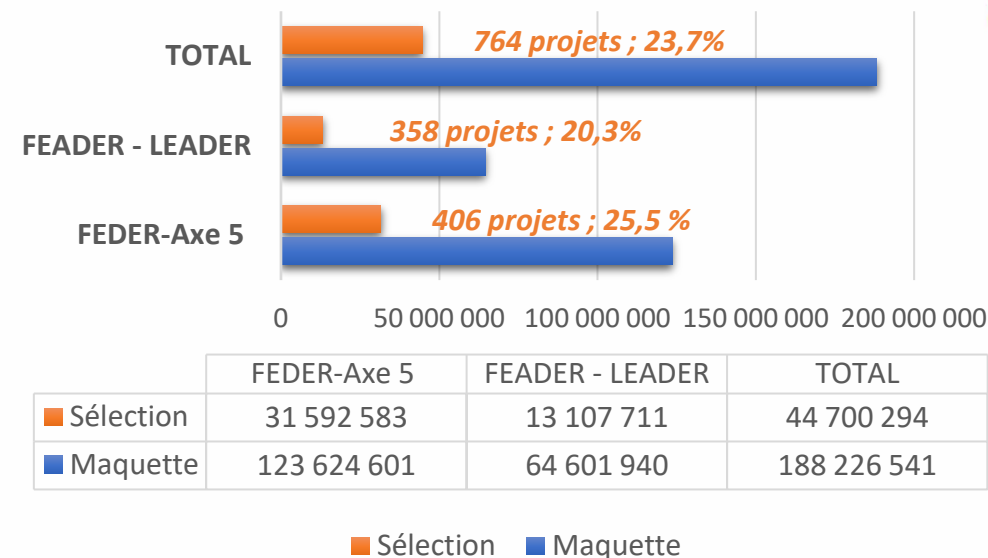 TOTAL
764 projets ; 23,7%
FEADER - LEADER
358 projets ; 20,3%
FEDER-Axe 5
406 projets ; 25,5 %
0 50 000 000 100 000 000 150 000 000 200 000 000
FEDER-Axe 5 FEADER - LEADER TOTAL
Sélection 31 592 583 13 107 711 44 700 294
Maquette 123 624 601 64 601 940 188 226 541
Sélection Maquette